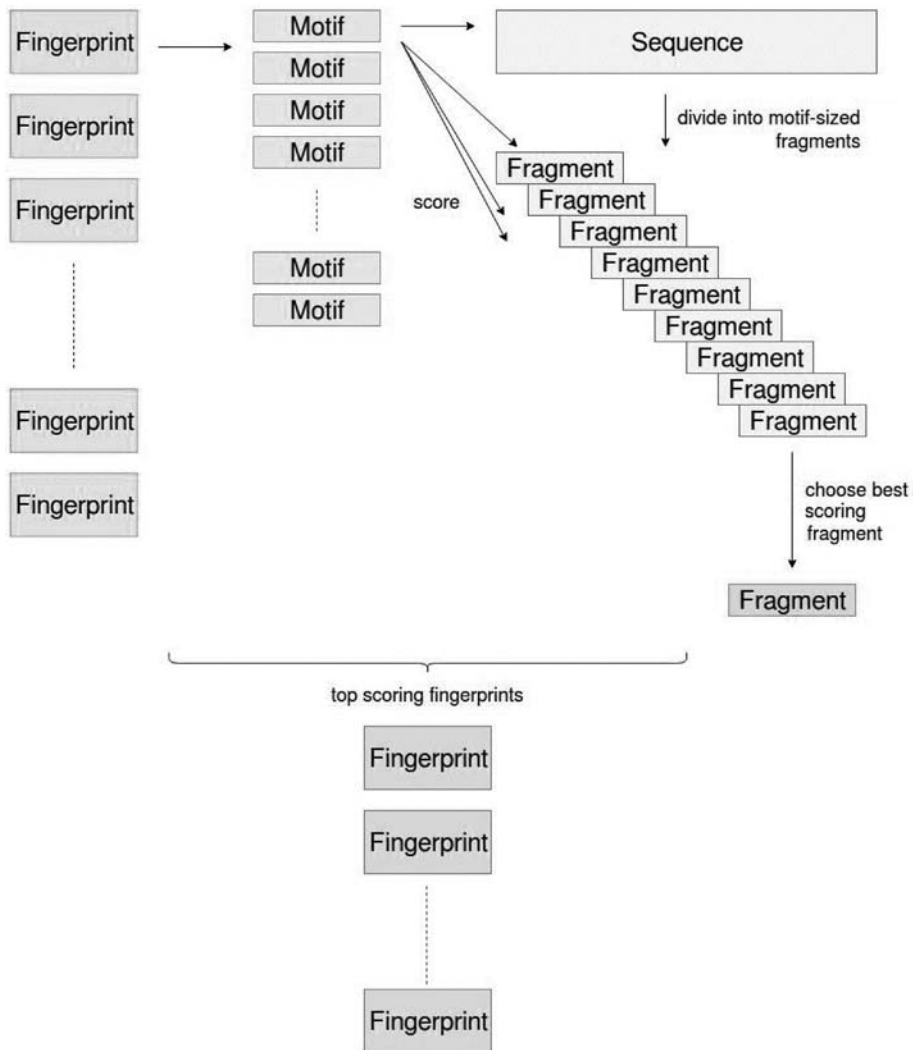 Fingerprint
Fingerprint
Fingerprint
Fingerprint
Fingerprint
Motif
Motif
Motif
Motif
Motif
Motif
Sequence
divide into motif-sized
fragments
score
Fragment
Fragment
Fragment
Fragment
Fragment
Fragment
Fragment
Fragment
Fragment
choose best
scoring
fragment
Fragment
top scoring fingerprints
Fingerprint
Fingerprint
Fingerprint